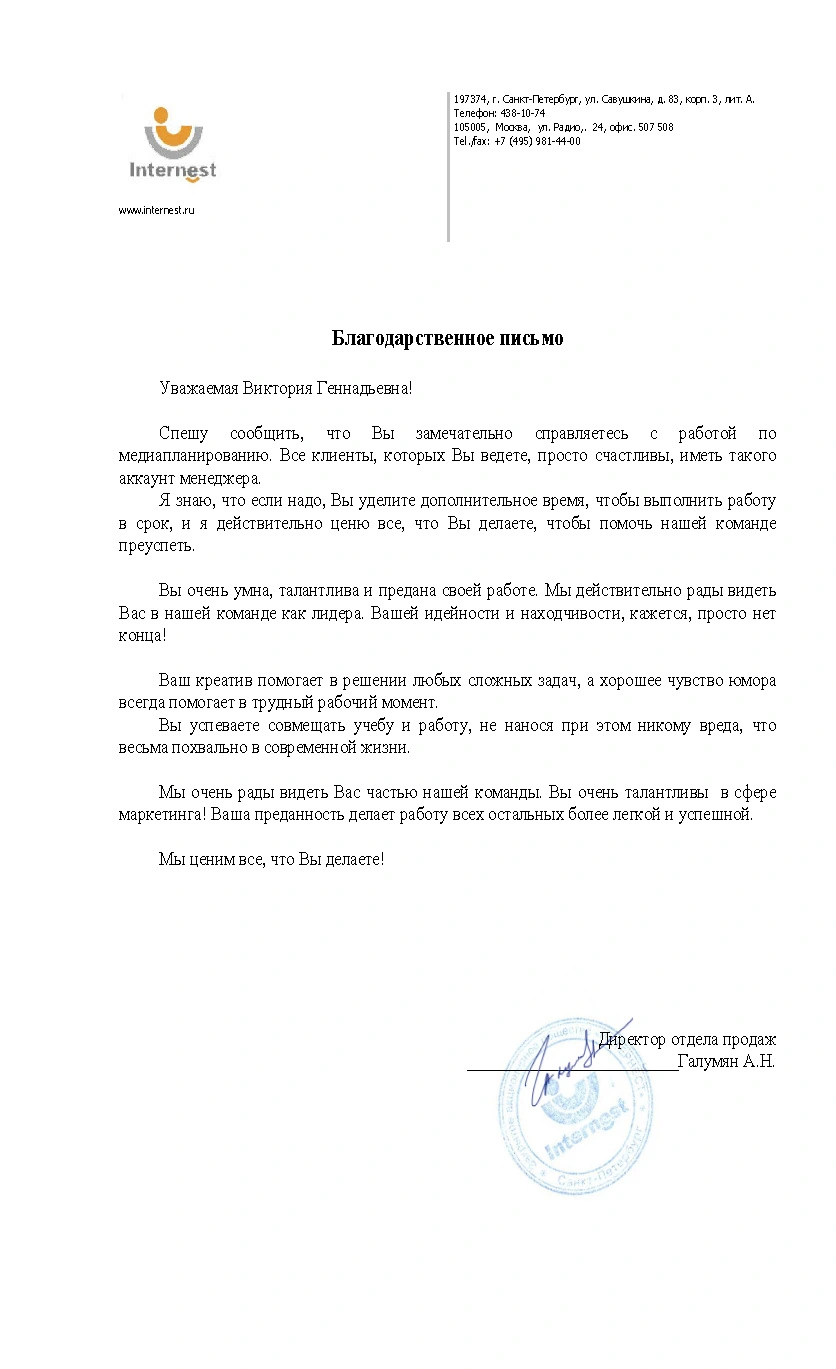 Internest
www.internest.ru
197374, г. Санкт-Петербург, ул. Савушкина, д. 83, корп. 3, лит. А.
Телефон: 438-10-74
105005, Москва, ул. Радио,. 24, офис. 507 508
Tel./fax: +7 (495) 981-44-00
Благодарственное письмо
Уважаемая Виктория Геннадьевна!
Спешу сообщить, что Вы замечательно справляетесь с работой по
медиапланированию. Все клиенты, которых Вы ведете, просто счастливы, иметь такого
аккаунт менеджера.
Я знаю, что если надо, Вы уделите дополнительное время, чтобы выполнить работу
в срок, и я действительно ценю все, что Вы делаете, чтобы помочь нашей команде
преуспеть.
Вы очень умна, талантлива и предана своей работе. Мы действительно рады видеть
Вас в нашей команде как лидера. Вашей идейности и находчивости, кажется, просто нет
конца!
Ваш креатив помогает в решении любых сложных задач, а хорошее чувство юмора
всегда помогает в трудный рабочий момент.
Вы успеваете совмещать учебу и работу, не нанося при этом никому вреда, что
весьма похвально в современной жизни.
Мы очень рады видеть Вас частью нашей команды. Вы очень талантливы в сфере
маркетинга! Ваша преданность делает работу всех остальных более легкой и успешной.
Мы ценим все, что Вы делаете!
Директор отдела продаж
Галумян А.Н.
Internest
Санкт-Петербург